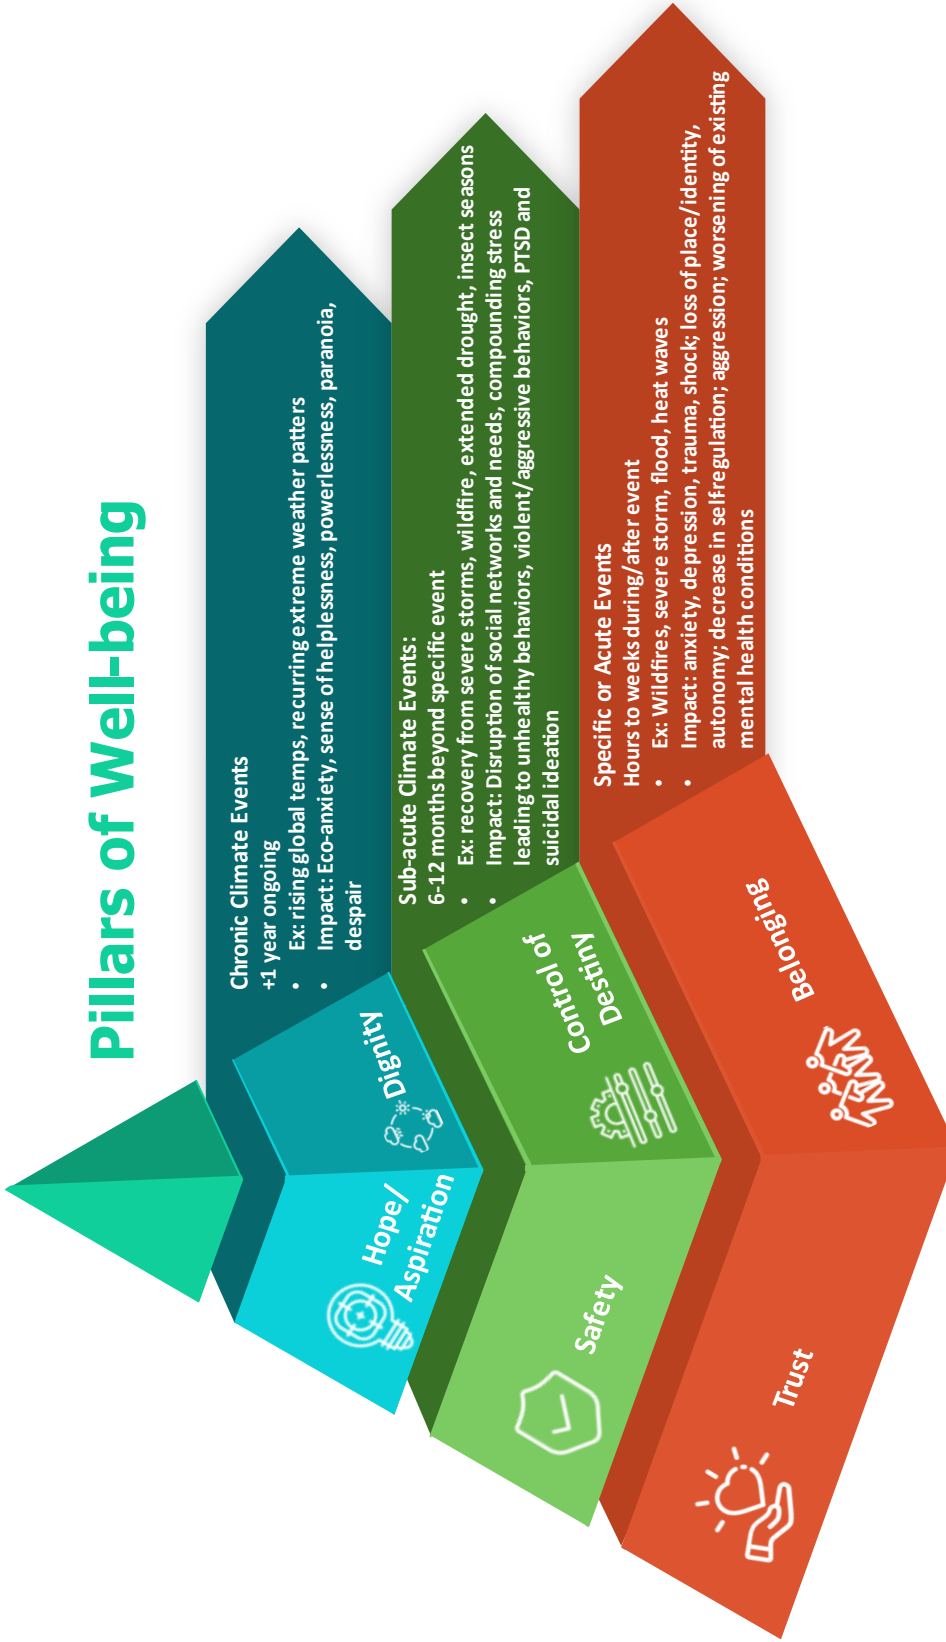 Pillars of Well-being
Chronic Climate Events
+1 year ongoing
• Ex: rising global temps, recurring extreme weather patters
• Impact: Eco-anxiety, sense of helplessness, powerlessness, paranoia,
despair
Hope/
Aspiration
Dignity
Sub-acute Climate Events:
6-12 months beyond specific event
• Ex: recovery from severe storms, wildfire, extended drought, insect seasons
• Impact: Disruption of social networks and needs, compounding stress
leading to unhealthy behaviors, violent/aggressive behaviors, PTSD and
suicidal ideation
Safety
Control of
Destiny
Specific or Acute Events
Hours to weeks during/after event
• Ex: Wildfires, severe storm, flood, heat waves
• Impact: anxiety, depression, trauma, shock; loss of place/identity,
autonomy; decrease in selfregulation; aggression; worsening of existing
mental health conditions
Trust
Belonging